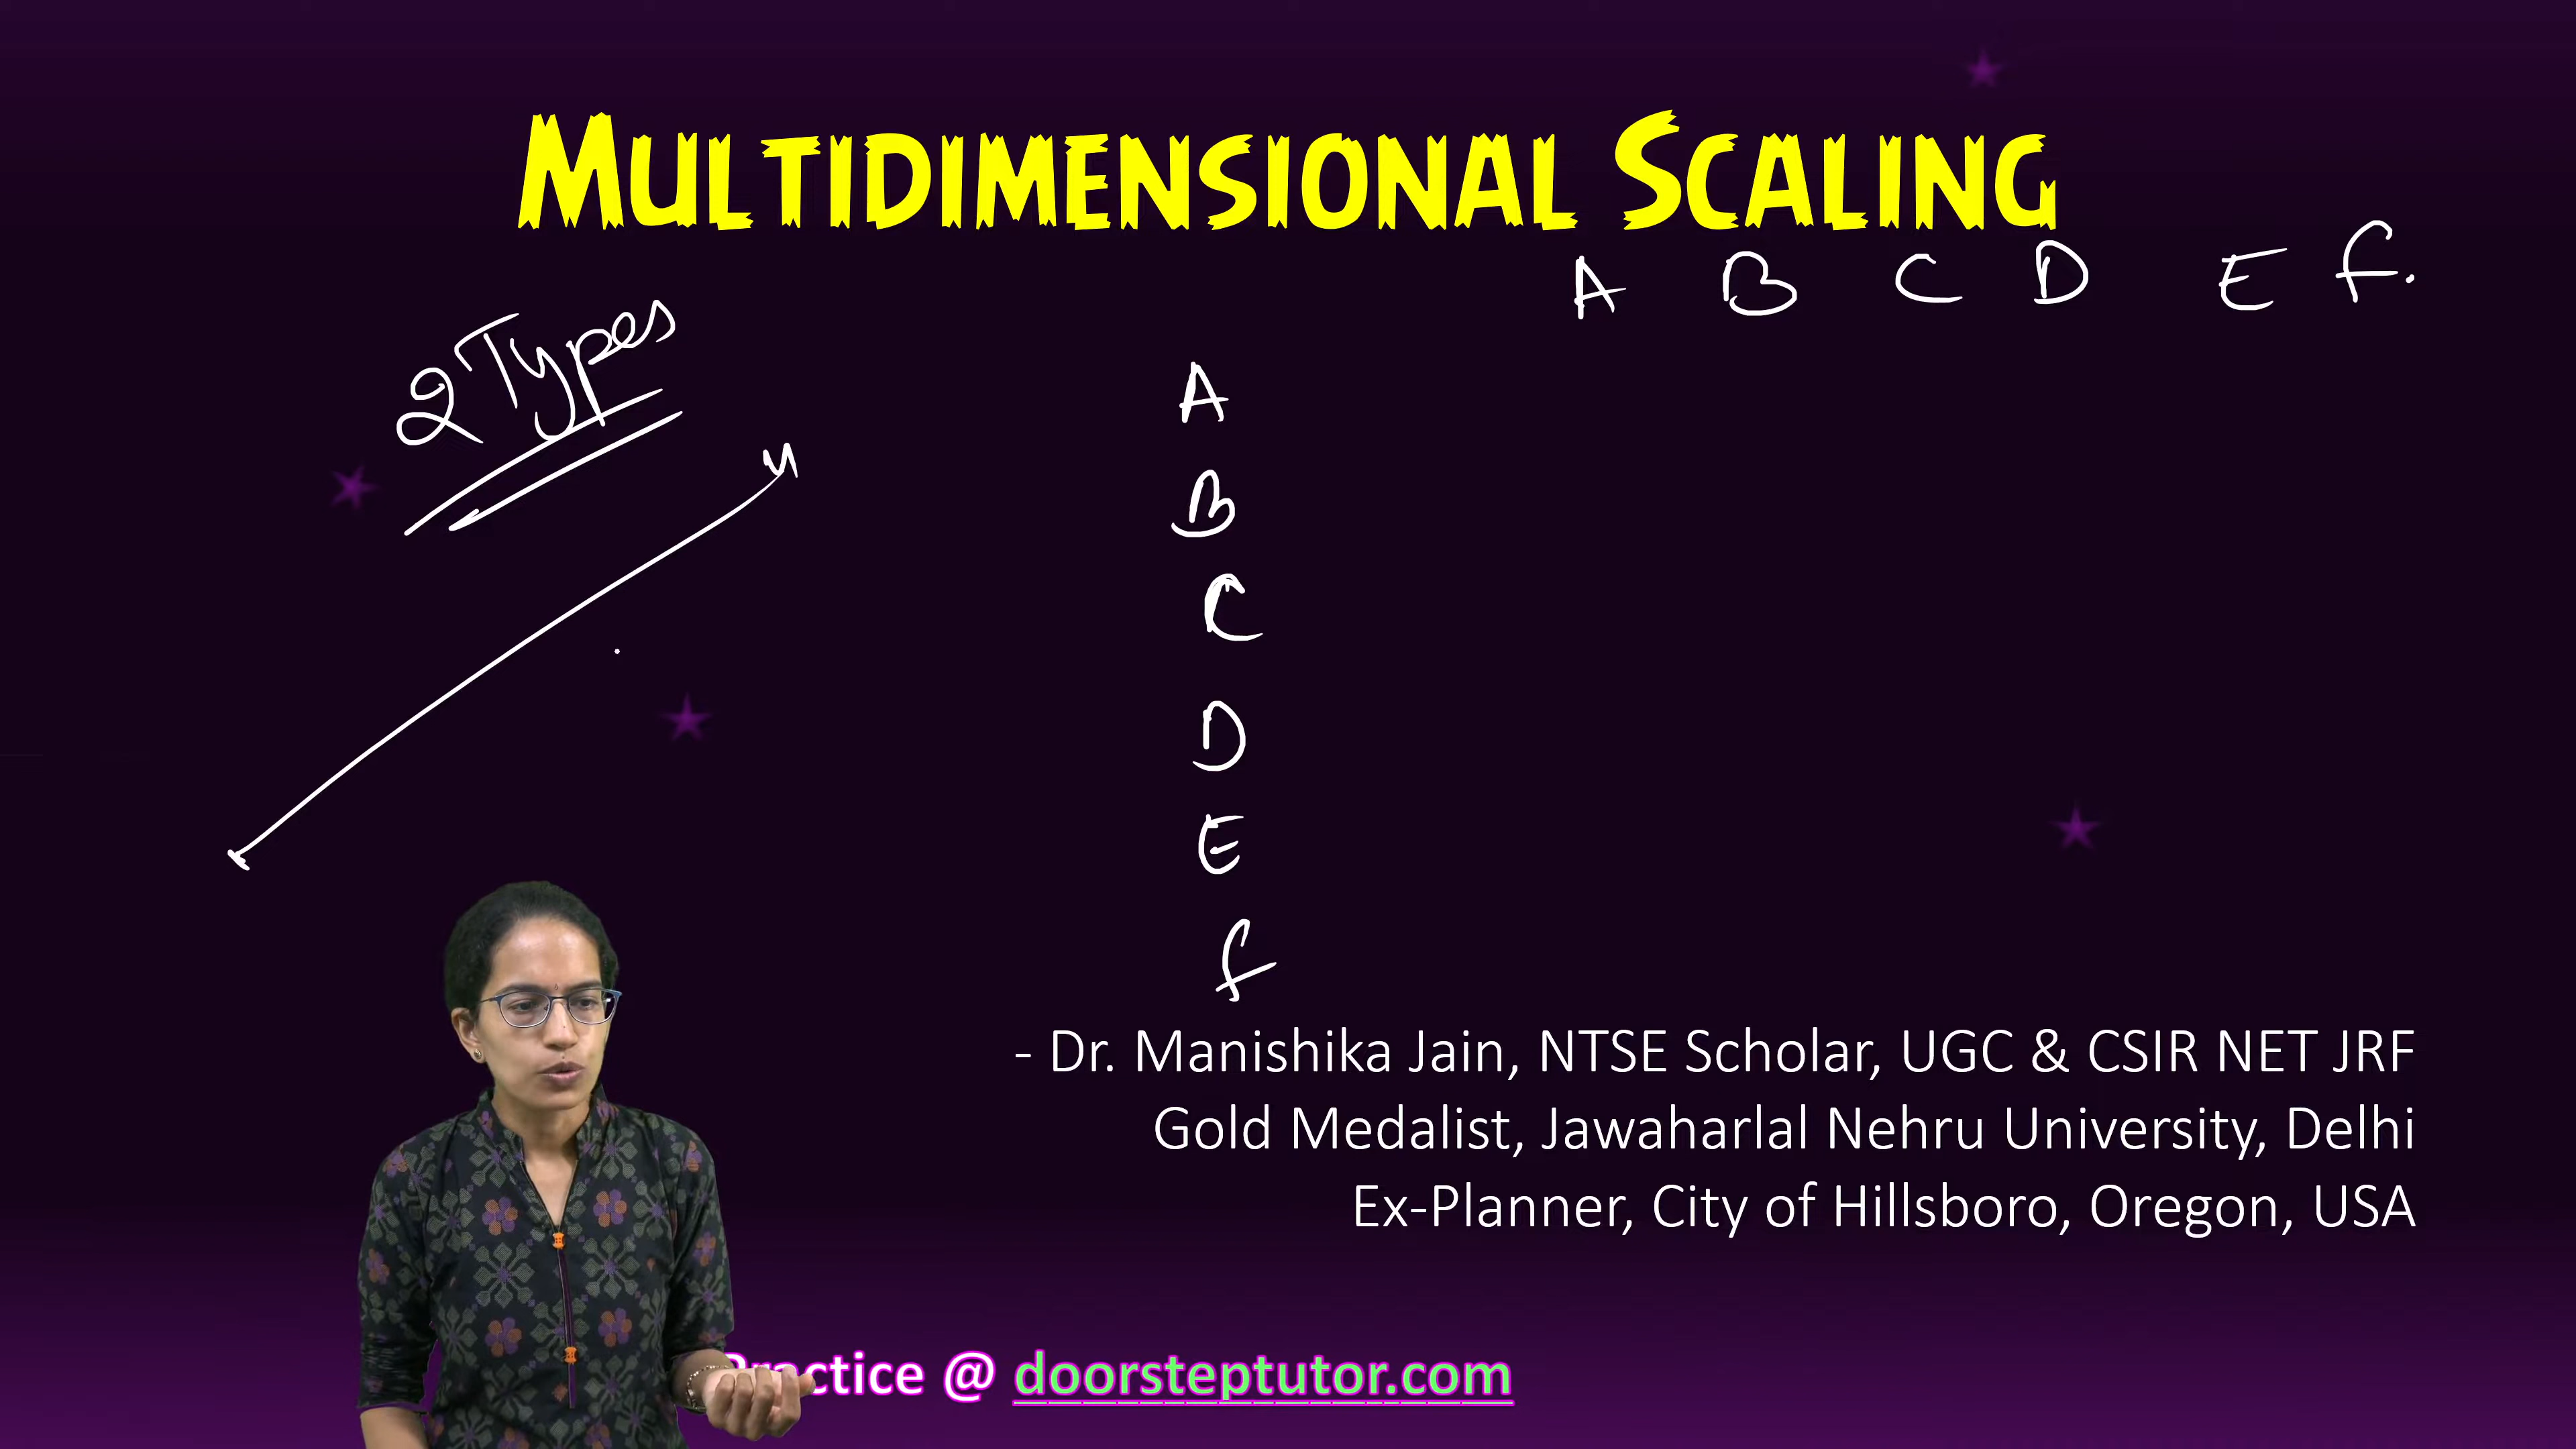 MULTIDIMENSIONAL SCALING
A B C D E F.
2 Types
A
B
C
D
E
F
- Dr. Manishika Jain, NTSE Scholar, UGC & CSIR NET JRF
Gold Medalist, Jawaharlal Nehru University, Delhi
Ex-Planner, City of Hillsboro, Oregon, USA
Practice @ doorsteptutor.com